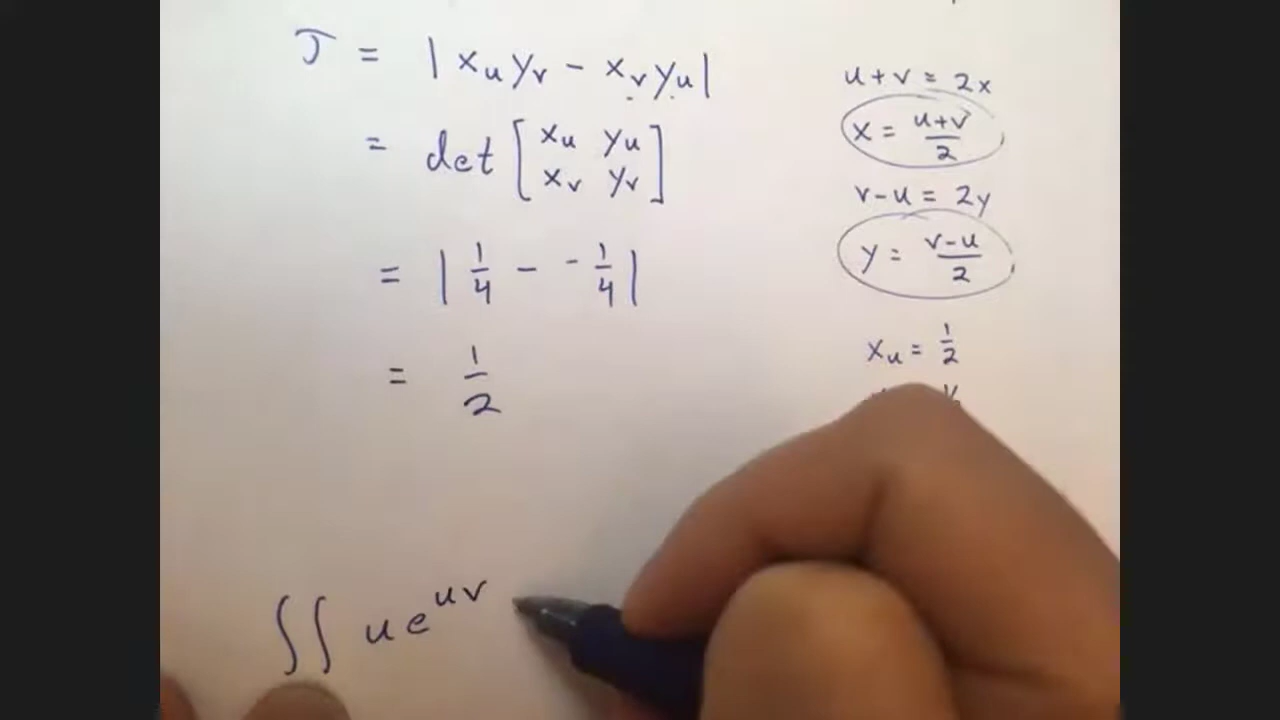 J = | x_u y_v - x_v y_u |
= det [ x_u y_u
x_v y_v ]
= | 1/4 - -1/4 |
= 1/2
∫∫ u e^{uv}
u+v = 2x
x = (u+v)/2
v-u = 2y
y = (v-u)/2
x_u = 1/2